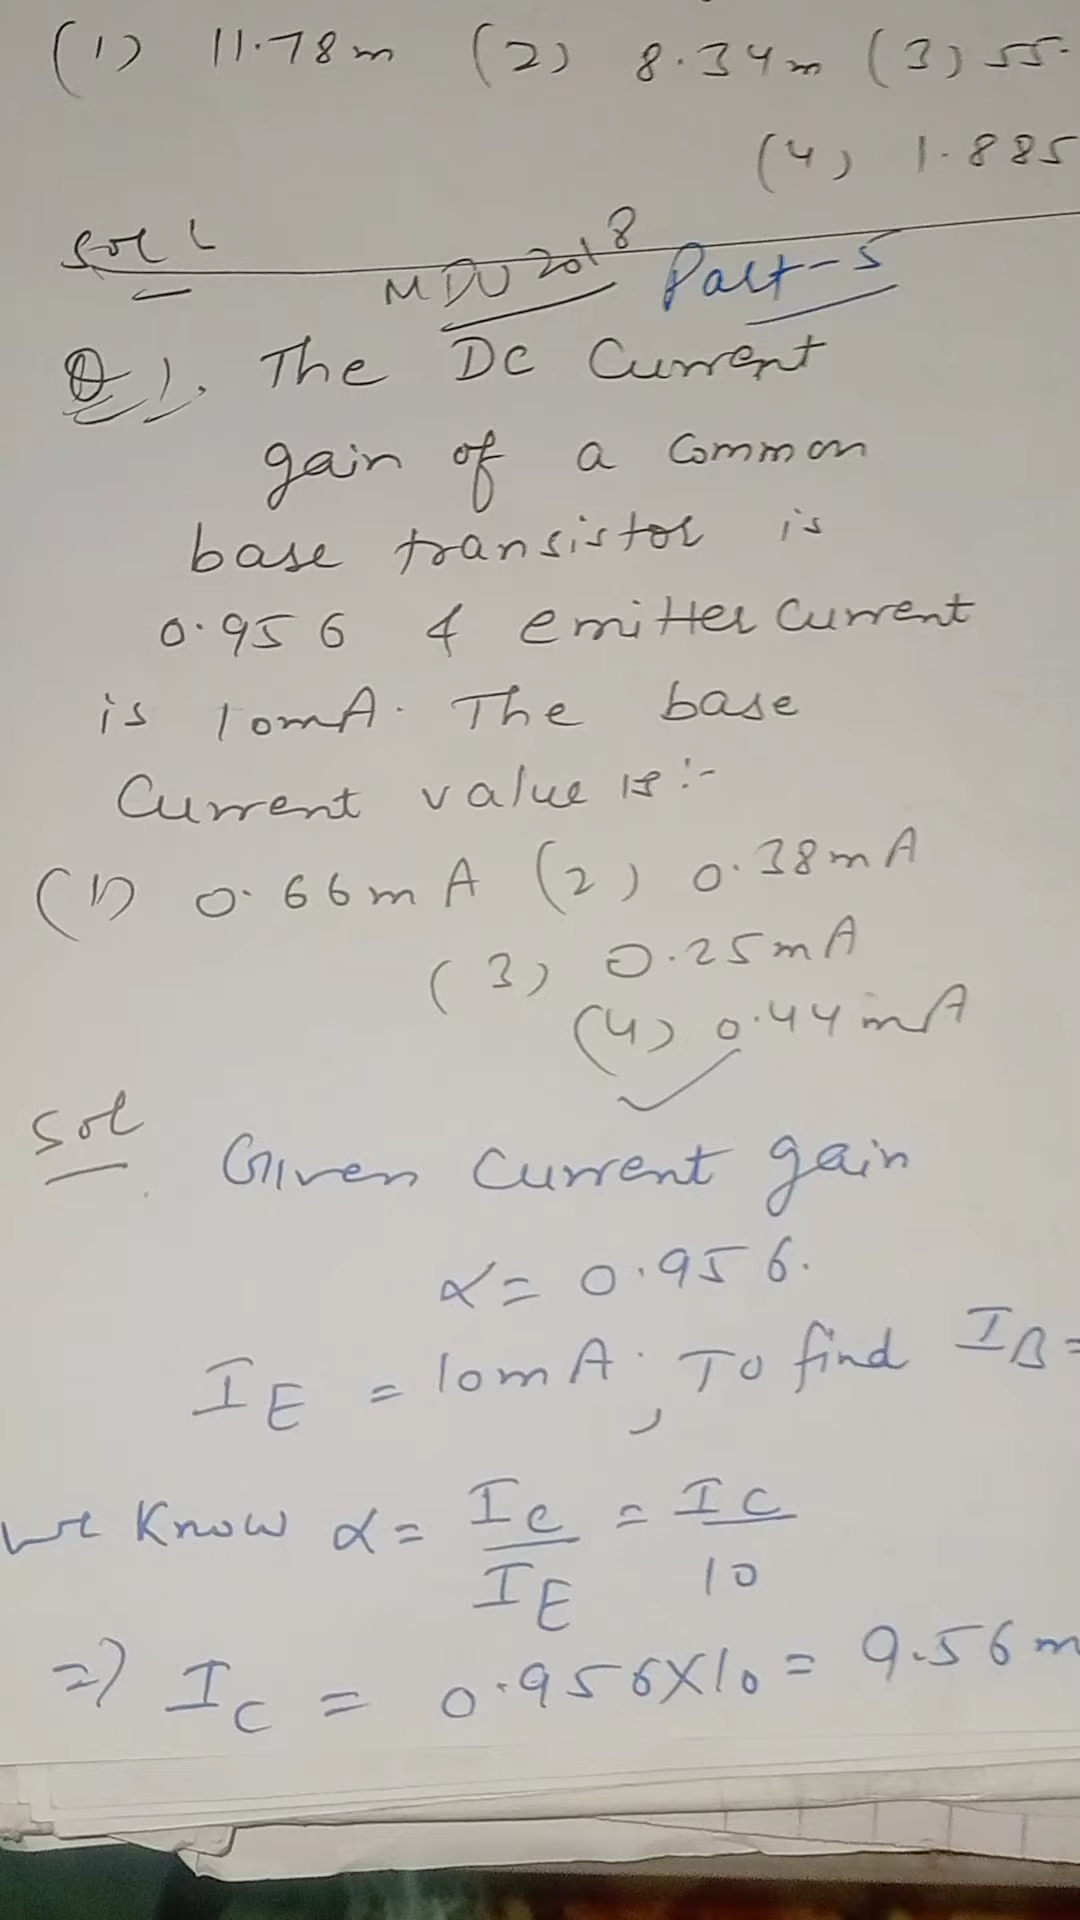 (1) 11.78m (2) 8.34m (3) 55.
(4) 1.885
Sol
MDU 2018 Part-5
Q1. The DC Current
gain of a common
base transistor is
0.956 & emitter current
is 10mA. The base
Current value is :-
(1) 0.66mA (2) 0.38mA
(3) 0.25mA
(4) 0.44mA
Sol
Given current gain
α= 0.956.
IE = 10mA, To find IB=
we know α= IC/IE = IC/10
=> IC = 0.956X10 = 9.56m